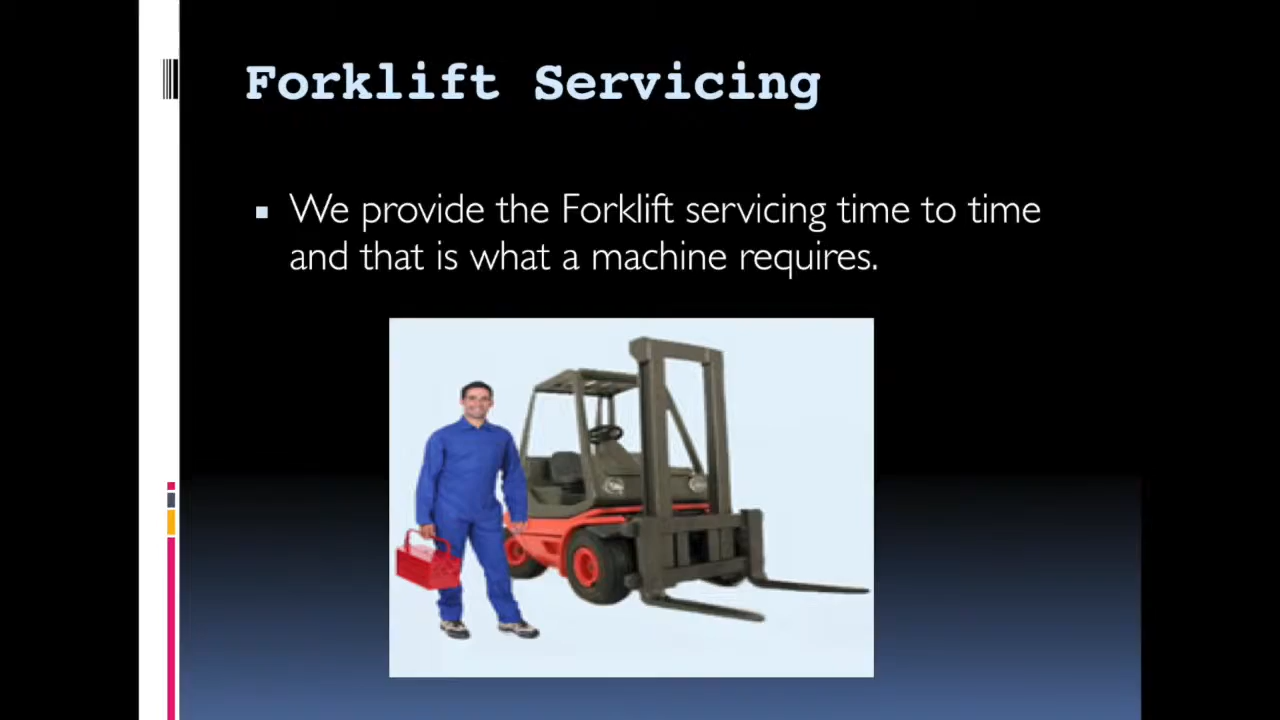 Forklift Servicing
We provide the Forklift servicing time to time
and that is what a machine requires.